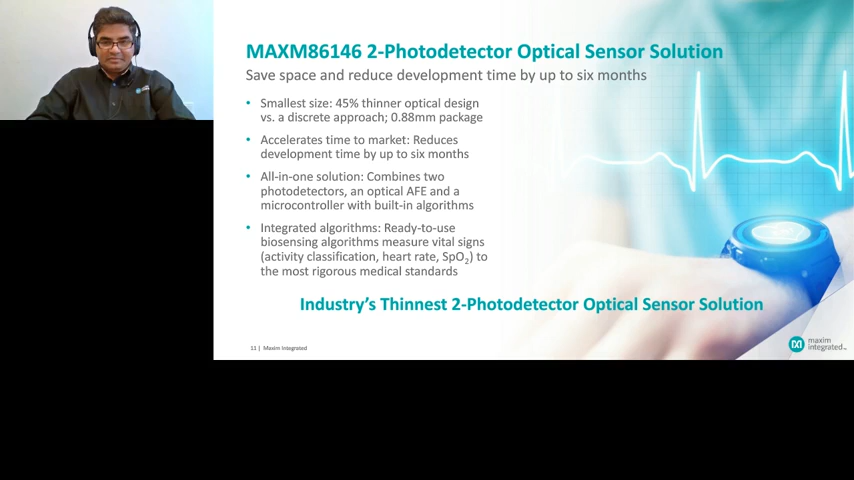 MAXM86146 2-Photodetector Optical Sensor Solution
Save space and reduce development time by up to six months
• Smallest size: 45% thinner optical design
vs. a discrete approach; 0.88mm package
• Accelerates time to market: Reduces
development time by up to six months
• All-in-one solution: Combines two
photodetectors, an optical AFE and a
microcontroller with built-in algorithms
• Integrated algorithms: Ready-to-use
biosensing algorithms measure vital signs
(activity classification, heart rate, SpO₂) to
the most rigorous medical standards
Industry's Thinnest 2-Photodetector Optical Sensor Solution
11 | Maxim Integrated
maxim
integrated™